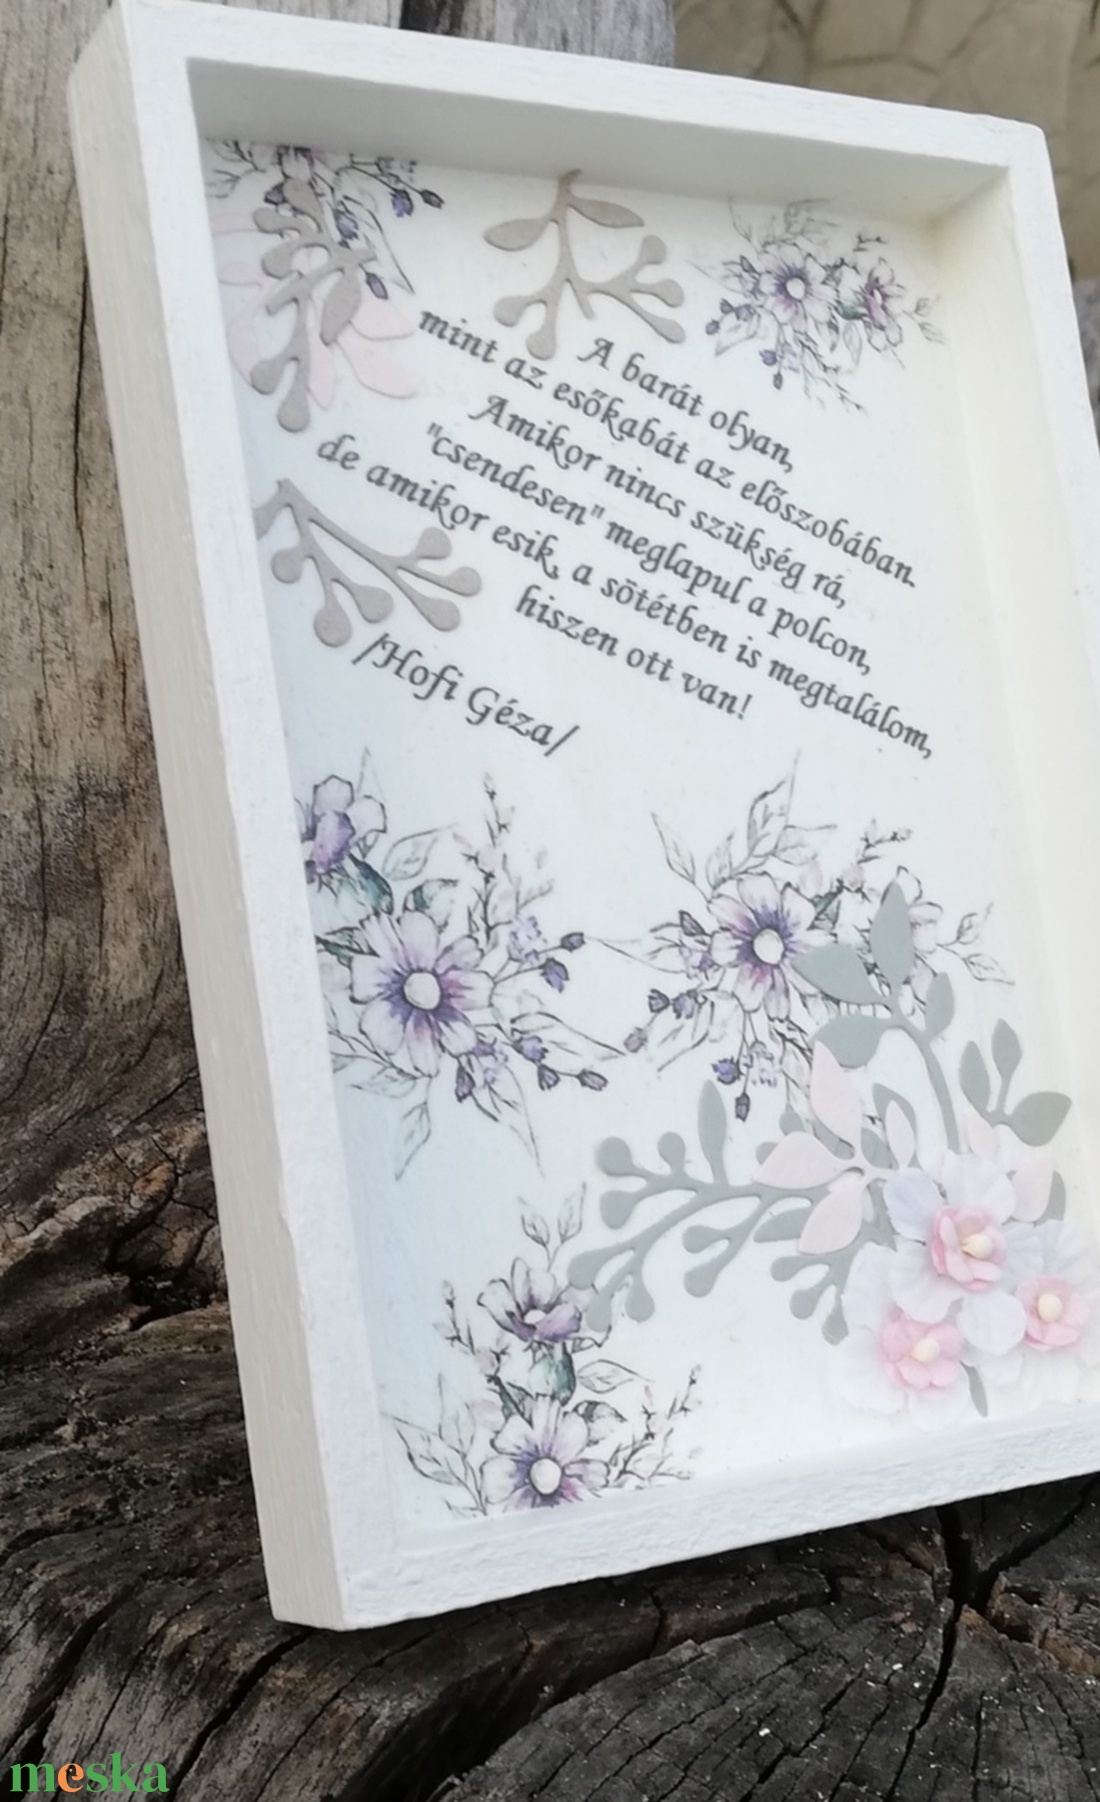 A barát olyan,
mint az esőkabát az előszobában.
Amikor nincs szükség rá,
"csendesen" meglapul a polcon,
de amikor esik, a sötétben is megtalálom,
hiszen ott van!
/Hofi Géza/
meska